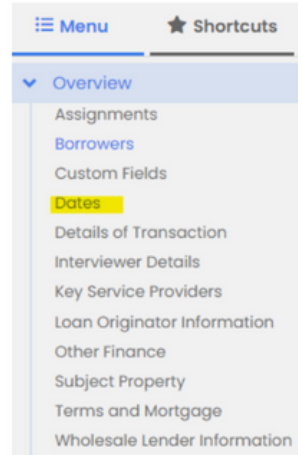 Menu Shortcuts
Overview
Assignments
Borrowers
Custom Fields
Dates
Details of Transaction
Interviewer Details
Key Service Providers
Loan Originator Information
Other Finance
Subject Property
Terms and Mortgage
Wholesale Lender Information